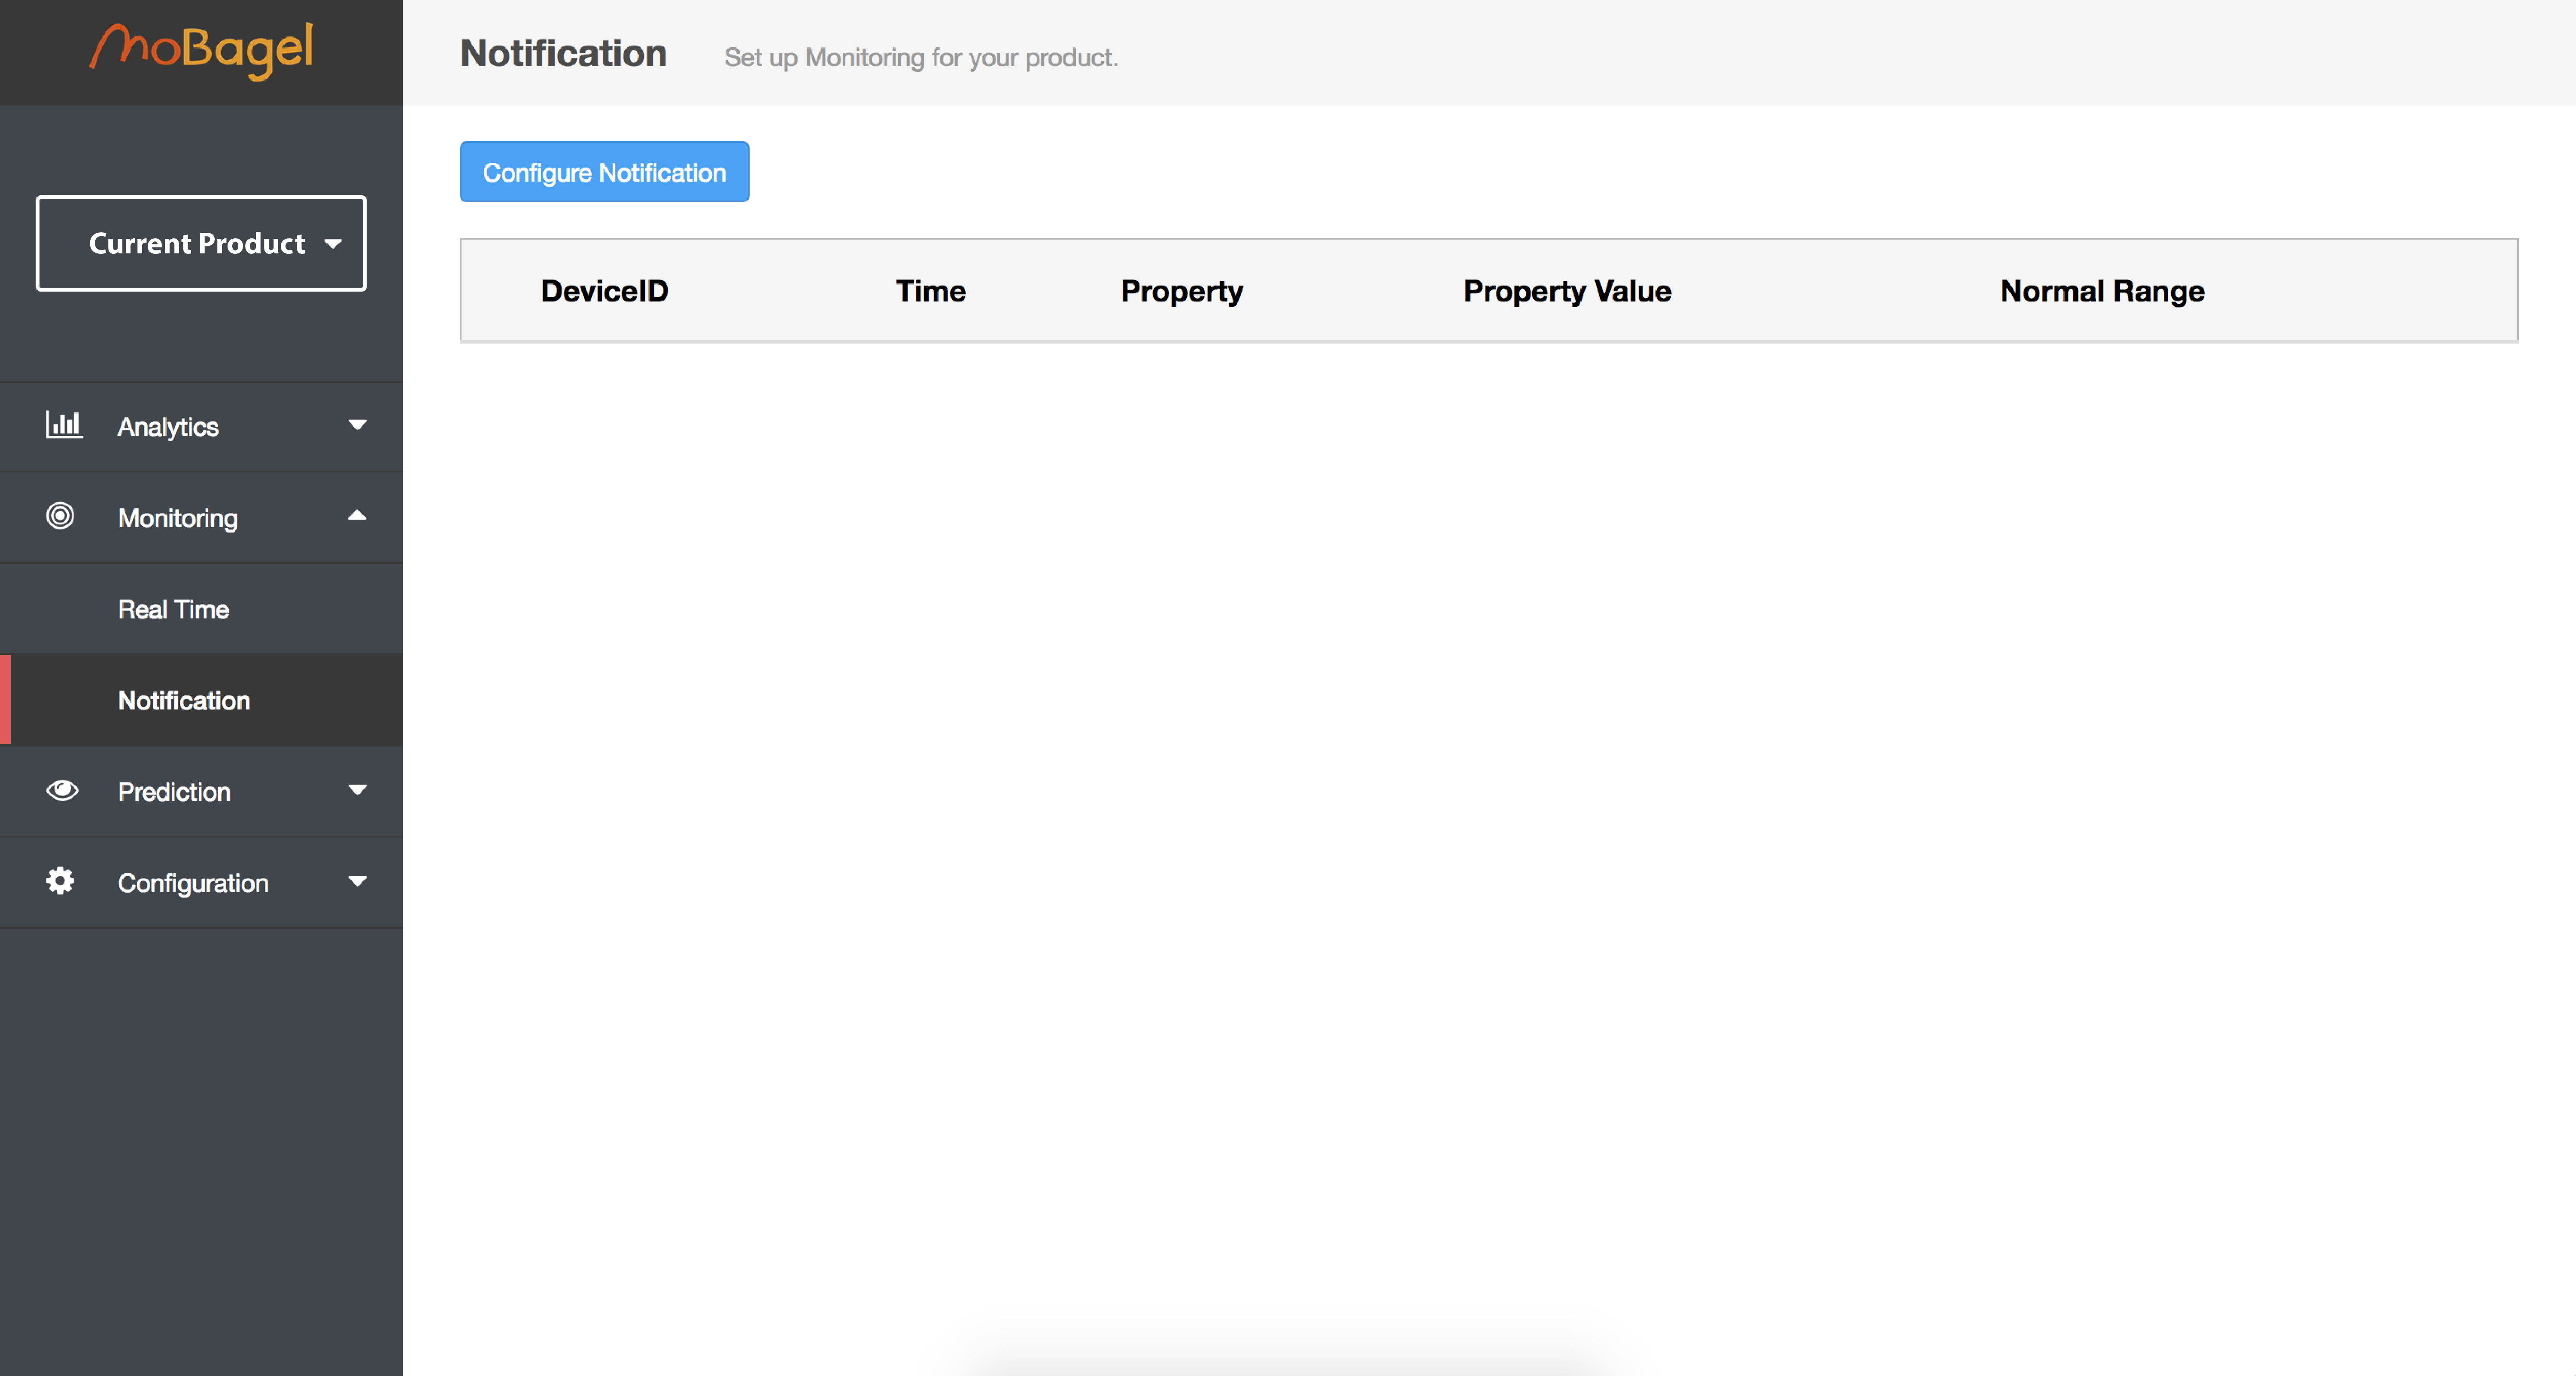 MoBagel
Notification
Set up Monitoring for your product.
Configure Notification
Current Product
DeviceID Time Property Property Value Normal Range
Analytics
Monitoring
Real Time
Notification
Prediction
Configuration